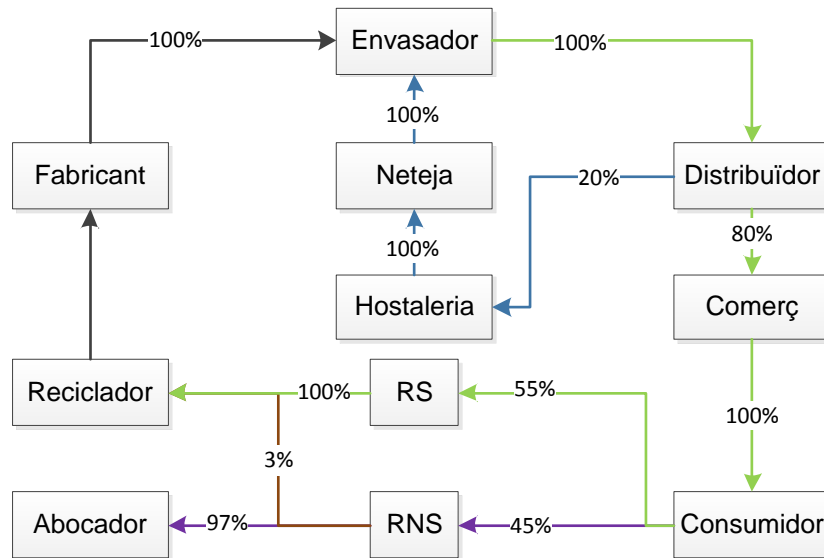 100%
Envasador
100%
100%
Fabricant
Neteja
20%
Distribuïdor
100%
80%
Hostaleria
Comerç
Reciclador
100%
RS
55%
100%
3%
Abocador
97%
RNS
45%
Consumidor